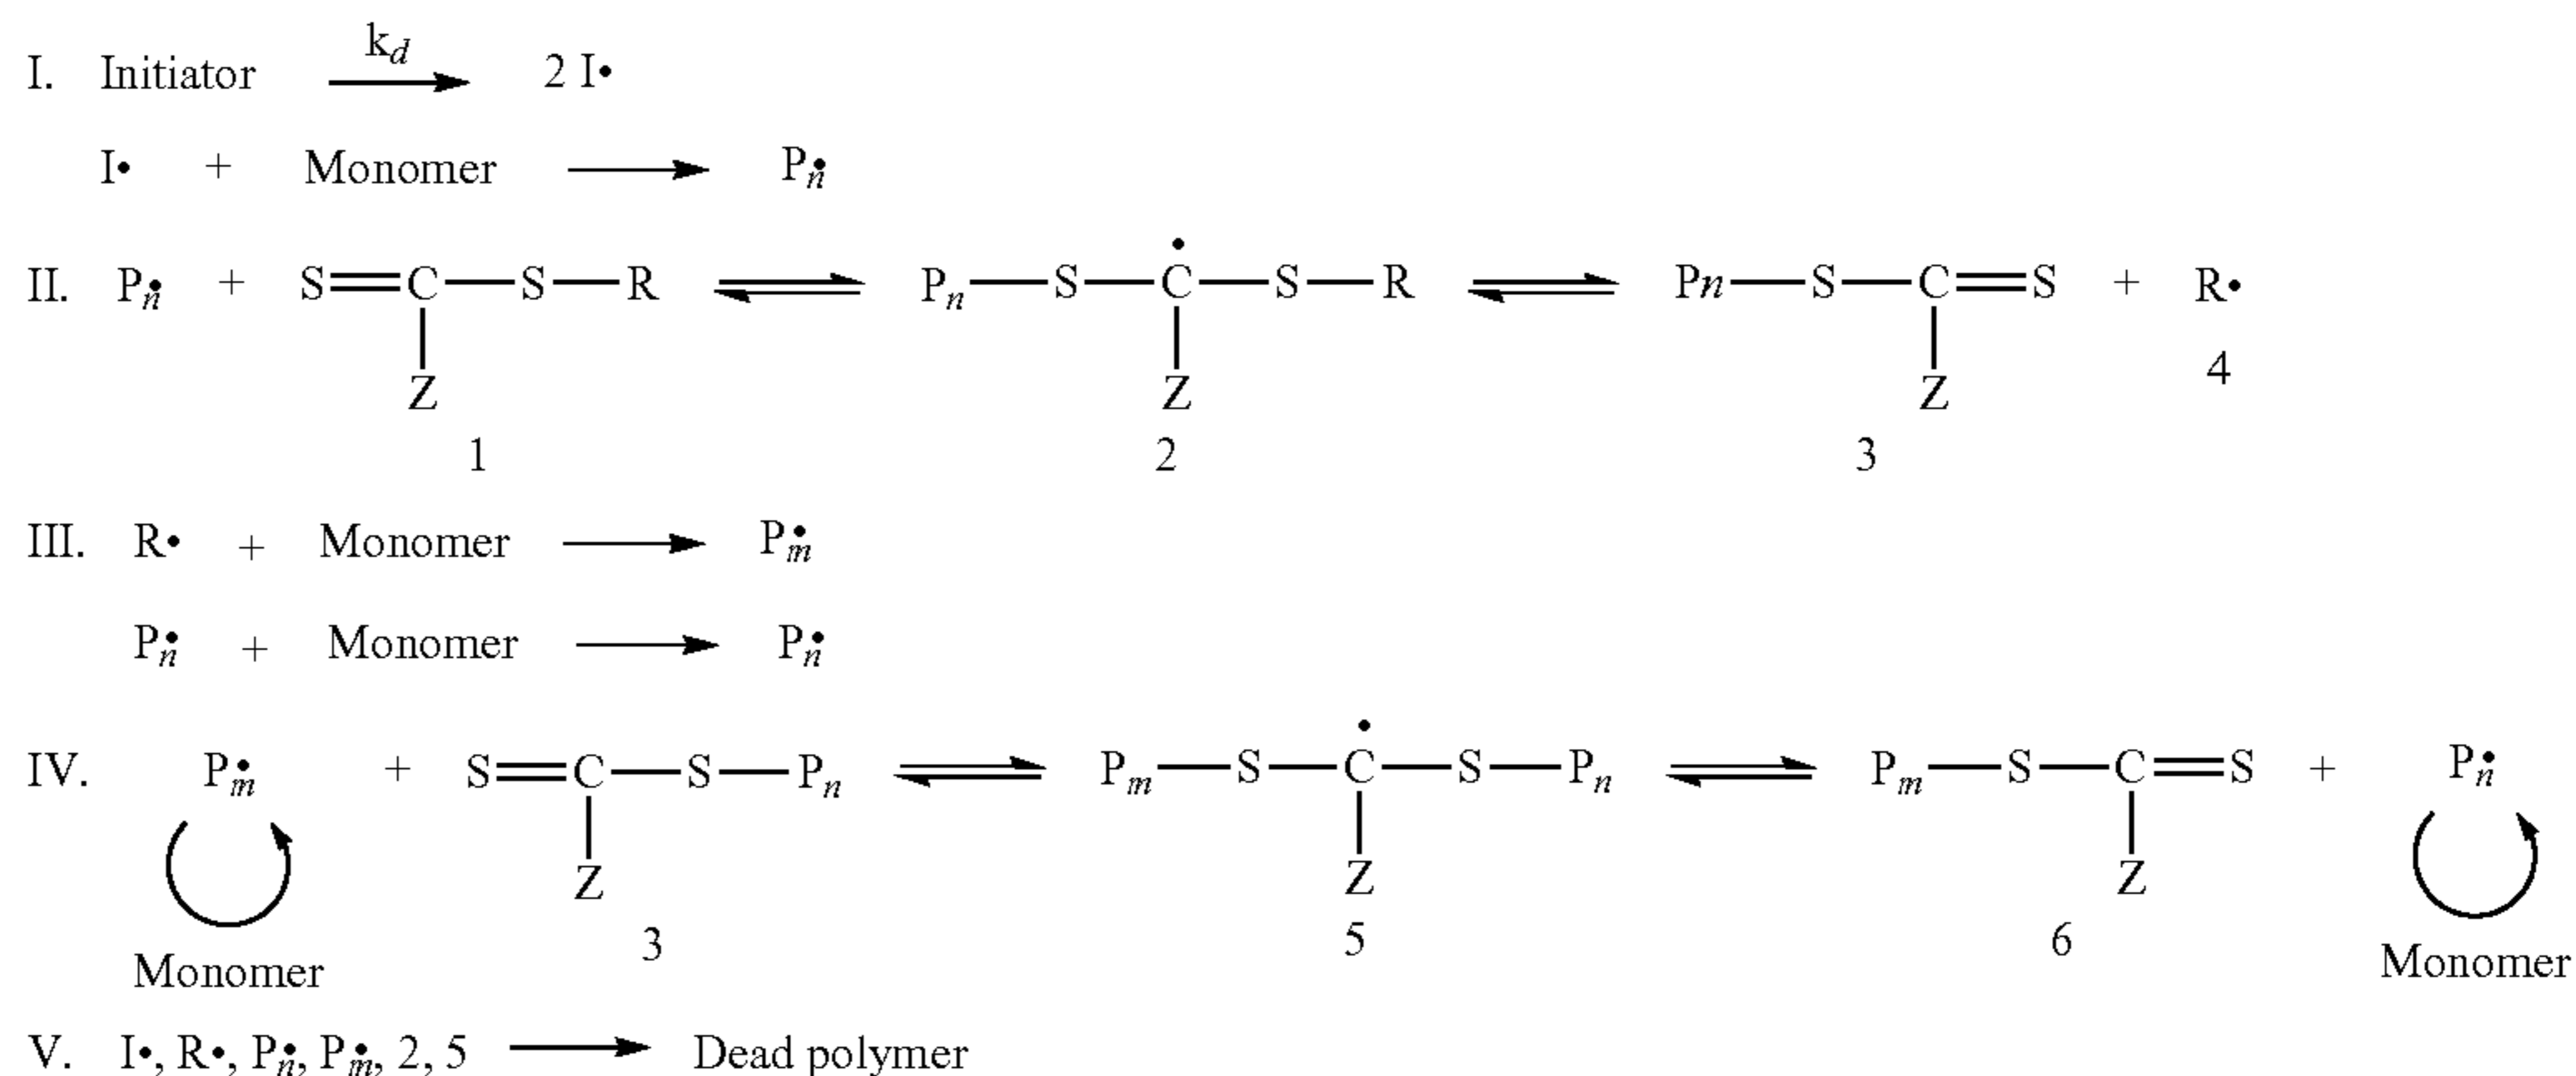 I. Initiator k_d 2 I•
I• + Monomer P_n•
II. P_n• + S C S R P_n S C S R Pn S C S + R•
Z Z Z 4
1 2 3
III. R• + Monomer P_m•
P_n• + Monomer P_n•
IV. P_m• + S C S P_n P_m S C S P_n P_m S C S + P_n•
Z Z Z
Monomer 3 5 6 Monomer
V. I•, R•, P_n•, P_m•, 2, 5 Dead polymer